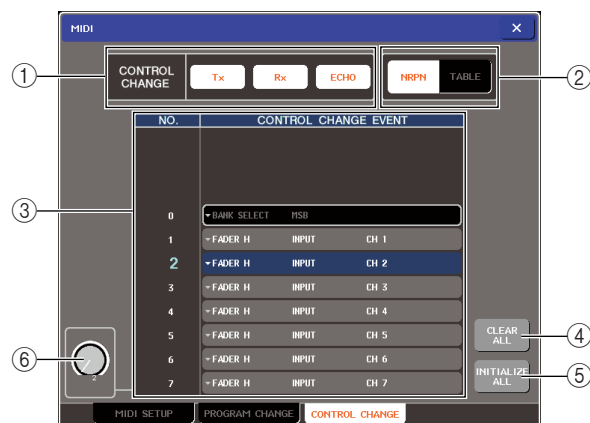 MIDI ×
① CONTROL CHANGE Tx Rx ECHO NRPN TABLE ②
NO. CONTROL CHANGE EVENT
③
0 BANK SELECT MSB
1 FADER H INPUT CH 1
2 FADER H INPUT CH 2
3 FADER H INPUT CH 3
4 FADER H INPUT CH 4
5 FADER H INPUT CH 5
6 FADER H INPUT CH 6
7 FADER H INPUT CH 7
CLEAR ALL ④
INITIALIZE ALL ⑤
⑥ 2
MIDI SETUP PROGRAM CHANGE CONTROL CHANGE